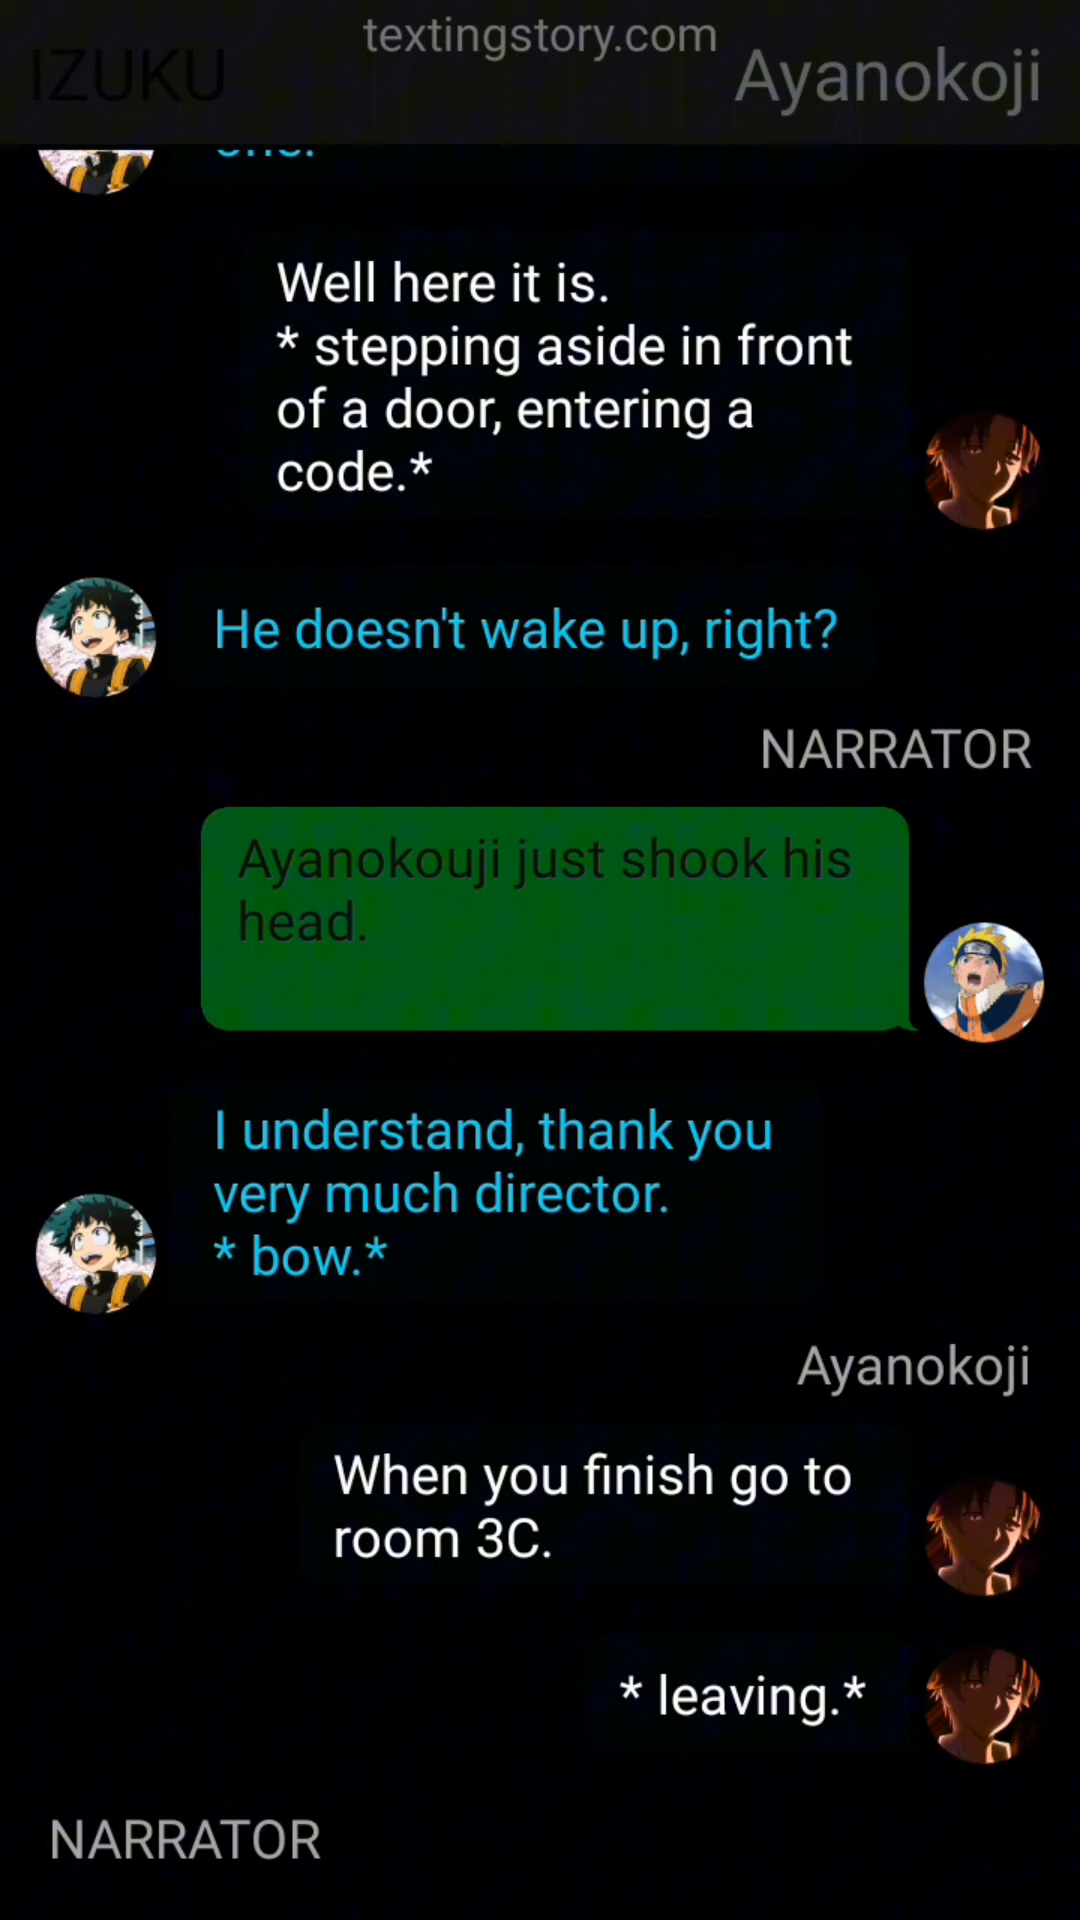 textingstory.com
IZUKU
Ayanokoji
Well here it is.
* stepping aside in front
of a door, entering a
code.*
He doesn't wake up, right?
NARRATOR
Ayanokouji just shook his
head.
I understand, thank you
very much director.
* bow.*
Ayanokoji
When you finish go to
room 3C.
* leaving.*
NARRATOR